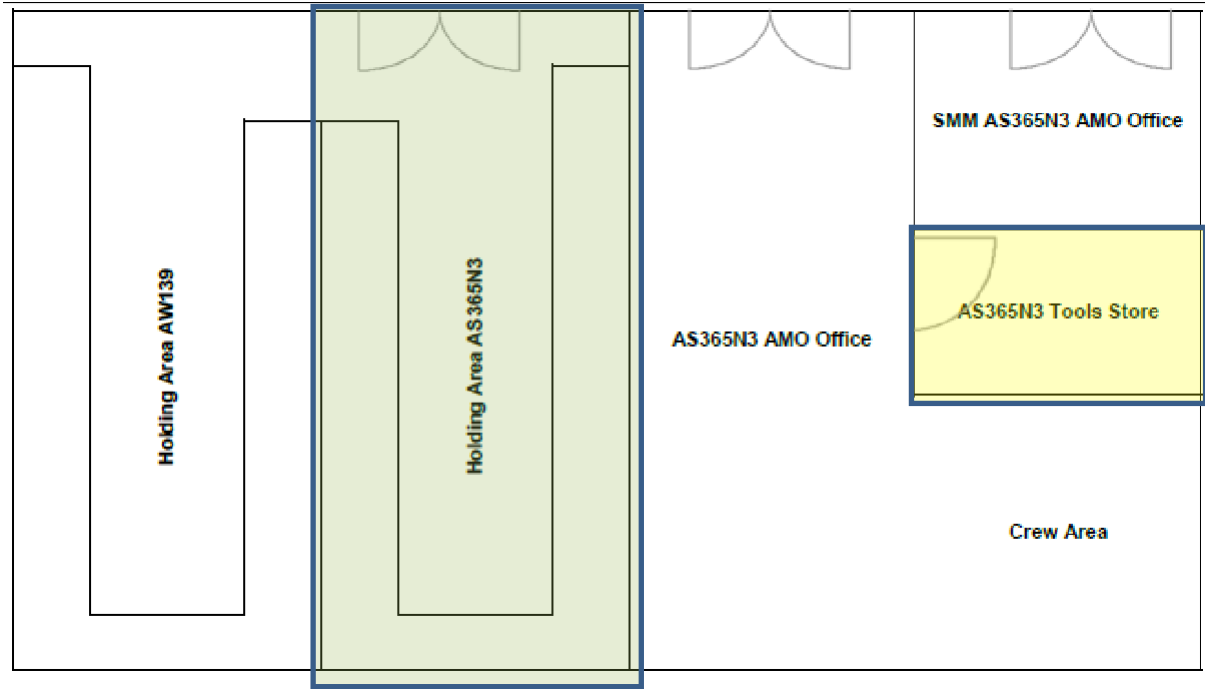 Holding Area AW139
Holding Area AS365N3
AS365N3 AMO Office
SMM AS365N3 AMO Office
AS365N3 Tools Store
Crew Area